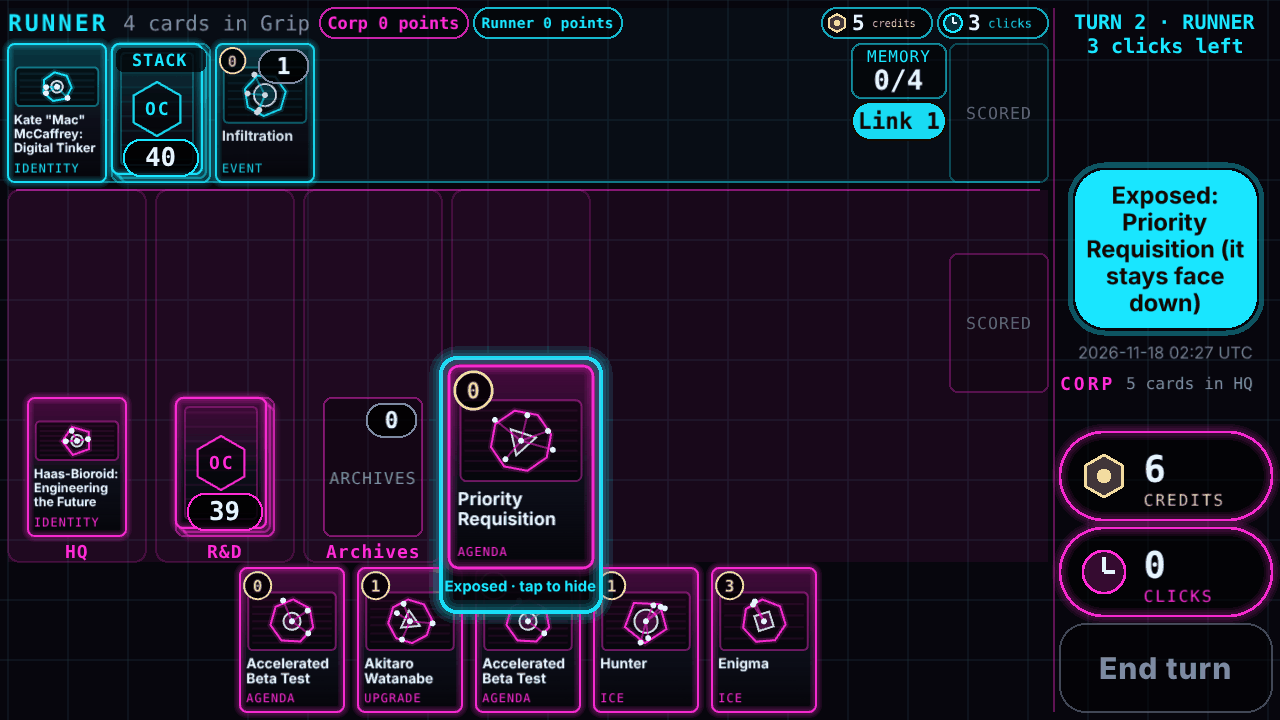 RUNNER 4 cards in Grip Corp 0 points Runner 0 points
5 credits 3 clicks
TURN 2 · RUNNER
3 clicks left
Kate "Mac"
McCaffrey:
Digital Tinker
IDENTITY
STACK
OC
40
0
1
Infiltration
EVENT
MEMORY
0/4
Link 1
SCORED
Exposed:
Priority
Requisition (it
stays face
down)
2026-11-18 02:27 UTC
CORP 5 cards in HQ
SCORED
Haas-Bioroid:
Engineering
the Future
IDENTITY
HQ
OC
39
R&D
0
ARCHIVES
Archives
0
Priority
Requisition
AGENDA
Exposed · tap to hide
6
CREDITS
0
CLICKS
End turn
0
Accelerated
Beta Test
AGENDA
1
Akitaro
Watanabe
UPGRADE
Accelerated
Beta Test
AGENDA
1
Hunter
ICE
3
Enigma
ICE